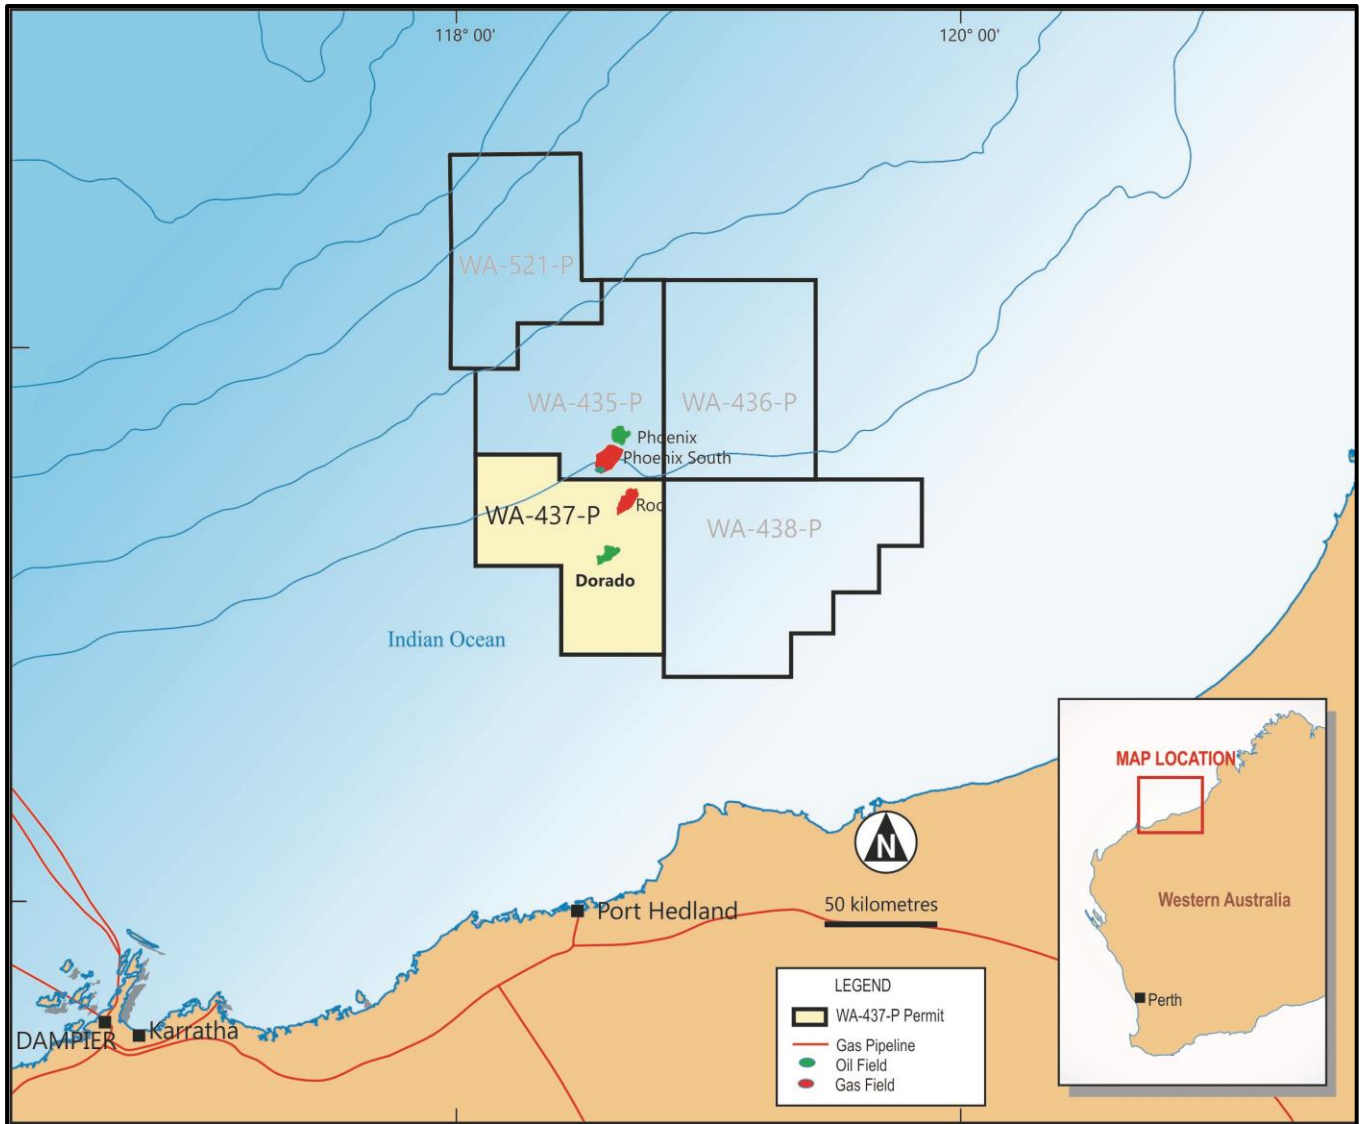 118° 00'
120° 00'
WA-521-P
WA-435-P
WA-436-P
Phoenix
Phoenix South
WA-437-P
Roc
WA-438-P
Dorado
Indian Ocean
MAP LOCATION
N
50 kilometres
Port Hedland
Western Australia
LEGEND
WA-437-P Permit
Gas Pipeline
Oil Field
Gas Field
Perth
DAMPIER
Karratha